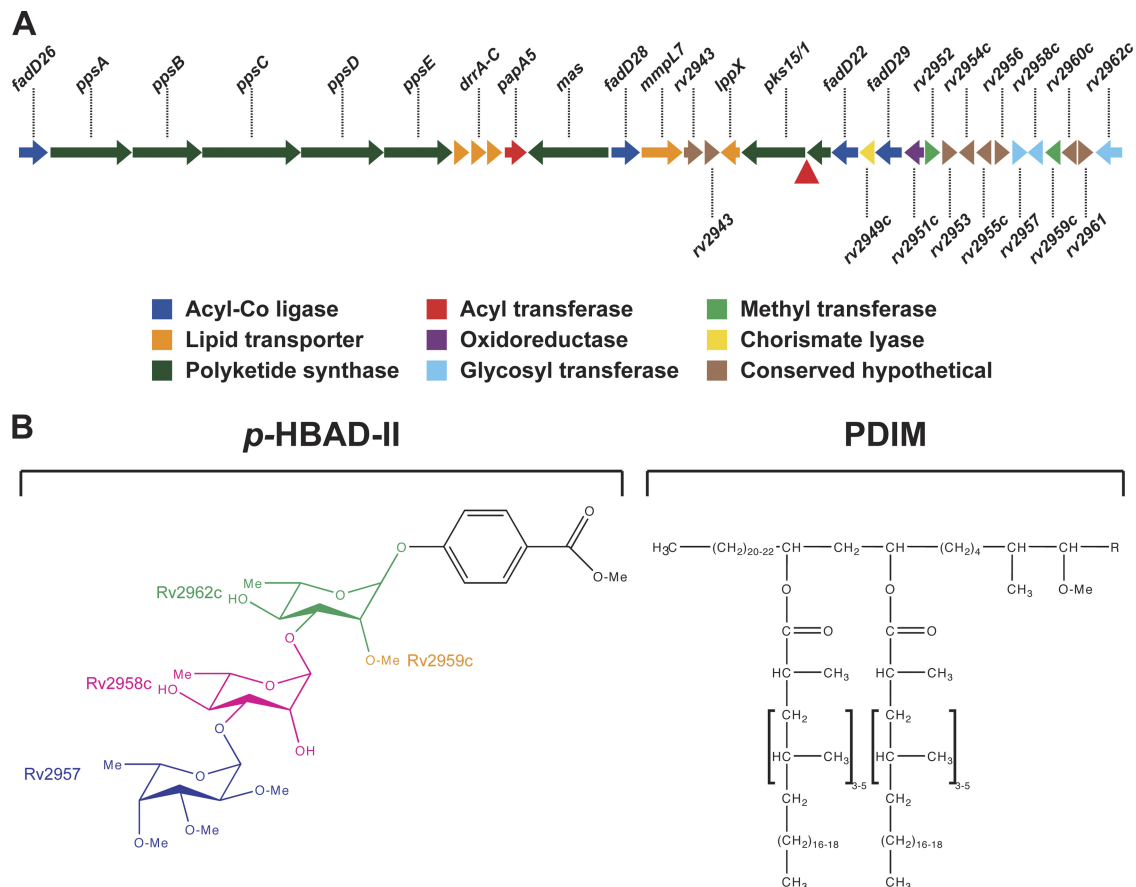 A
fadD26 ppsA ppsB ppsC ppsD ppsE drrA-C papA5 mas fadD28 mmpL7 rv2943 lppX pks15/1 fadD22 fadD29 rv2952 rv2954c rv2956 rv2958c rv2960c rv2962c
rv2943 rv2949c rv2951c rv2953 rv2955c rv2957 rv2959c rv2961
Acyl-Co ligase Acyl transferase Methyl transferase
Lipid transporter Oxidoreductase Chorismate lyase
Polyketide synthase Glycosyl transferase Conserved hypothetical
B
p-HBAD-II PDIM
O
O
O-Me
Me
O
Rv2962c HO
O
O-Me Rv2959c
Me
O
Rv2958c HO
O
OH
Rv2957 Me
O
O-Me
O-Me
O-Me
H3C (CH2)20-22 CH CH2 CH (CH2)4 CH CH R
O O CH3 O-Me
C O C O
HC CH3 HC CH3
CH2 CH2
HC CH3 HC CH3
3-5 3-5
CH2 CH2
(CH2)16-18 (CH2)16-18
CH3 CH3